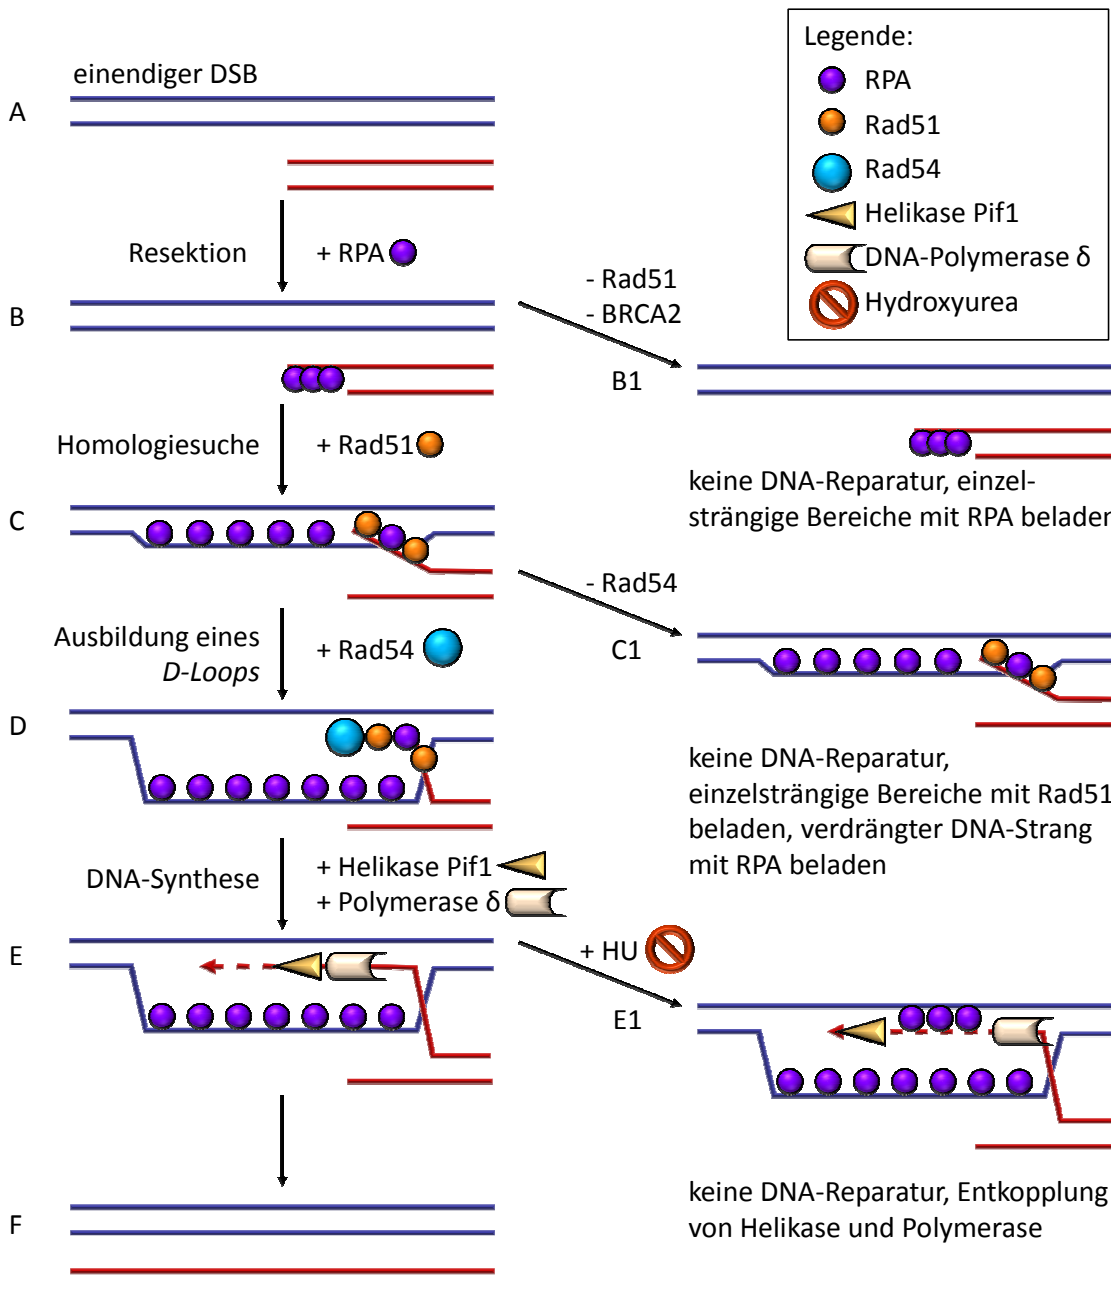 einendiger DSB
A
Resektion
+ RPA
B
- Rad51
- BRCA2
B1
Homologiesuche
+ Rad51
keine DNA-Reparatur, einzel-
strängige Bereiche mit RPA beladen
C
- Rad54
C1
Ausbildung eines
D-Loops
+ Rad54
D
keine DNA-Reparatur,
einzelsträngige Bereiche mit Rad51
beladen, verdrängter DNA-Strang
mit RPA beladen
DNA-Synthese
+ Helikase Pif1
+ Polymerase δ
E
+ HU
E1
keine DNA-Reparatur, Entkopplung
von Helikase und Polymerase
F
Legende:
RPA
Rad51
Rad54
Helikase Pif1
DNA-Polymerase δ
Hydroxyurea